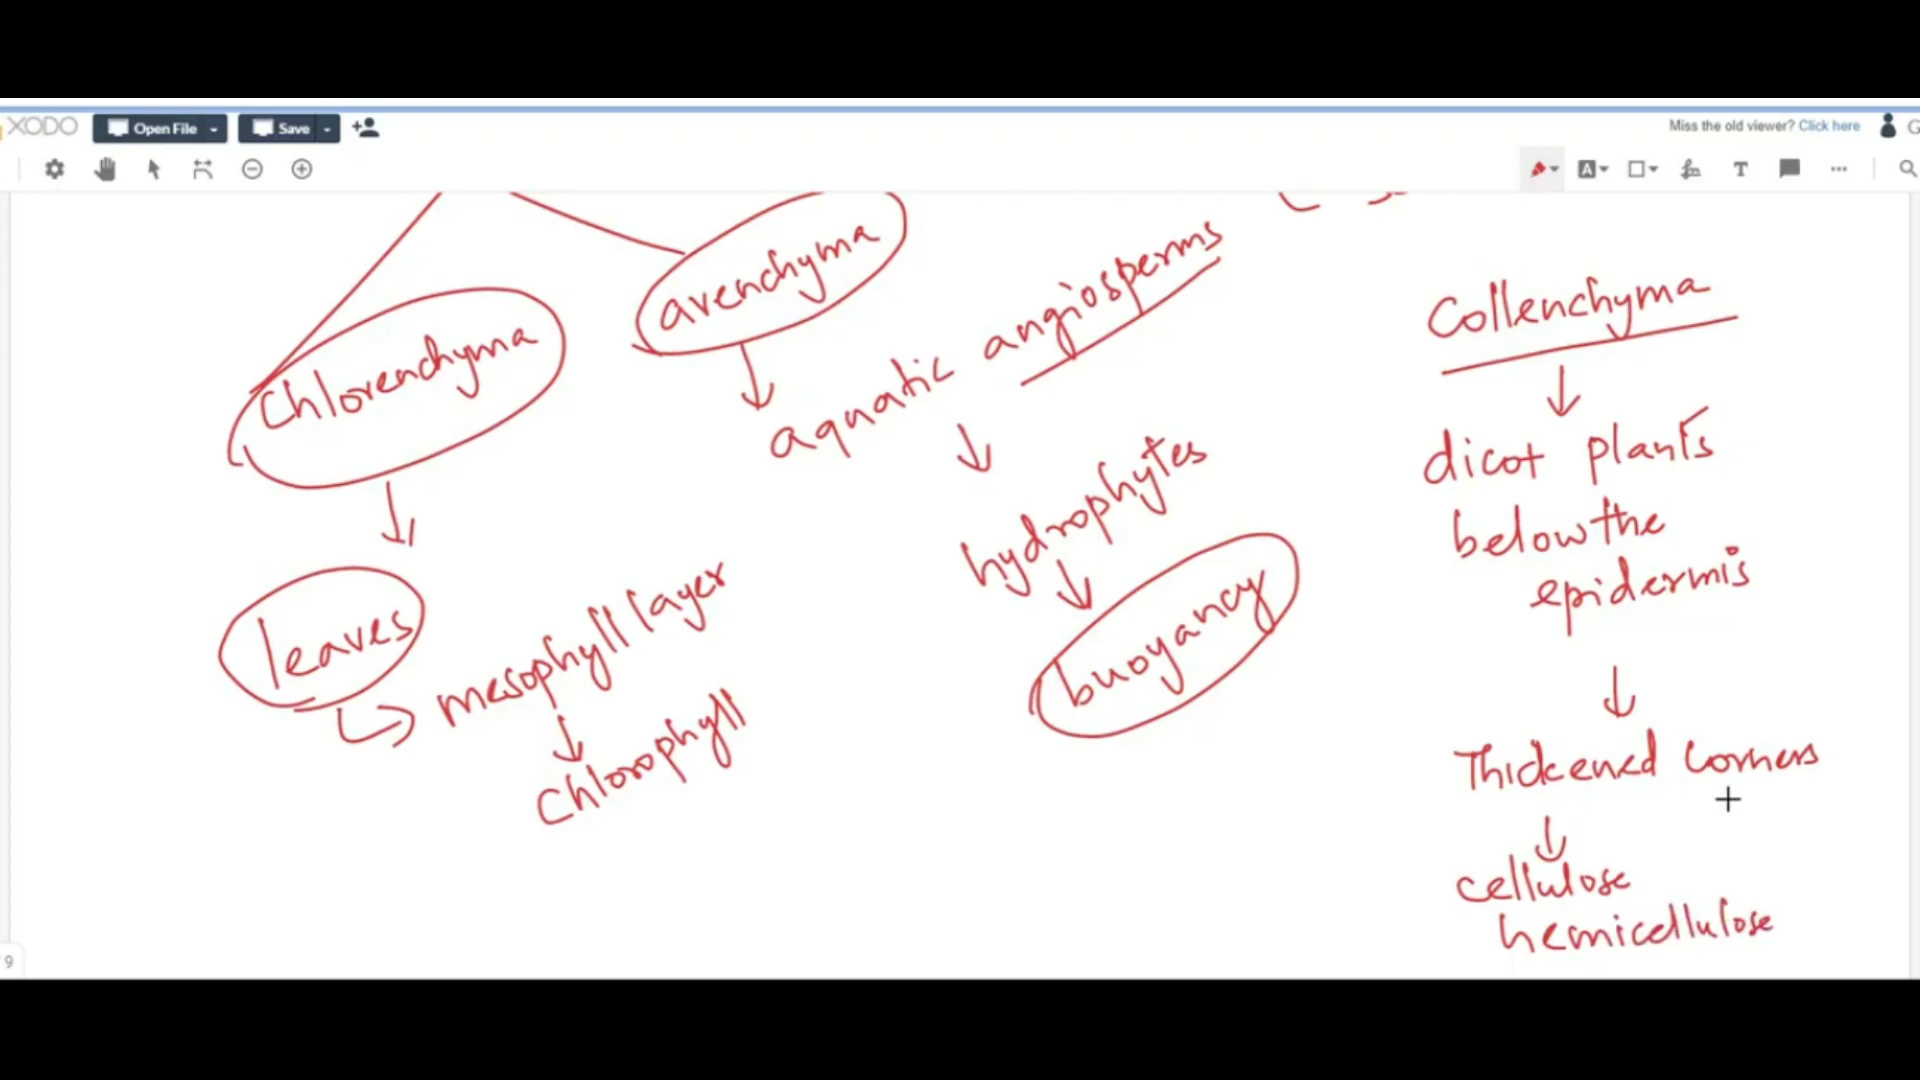 XODO Open File Save Miss the old viewer? Click here G
A T ...
arenchyma
Chlorenchyma
aquatic angiosperms
hydrophytes
buoyancy
leaves
mesophyll layer
chlorophyll
Collenchyma
dicot plants
below the
epidermis
Thickened corners
cellulose
hemicellulose
9